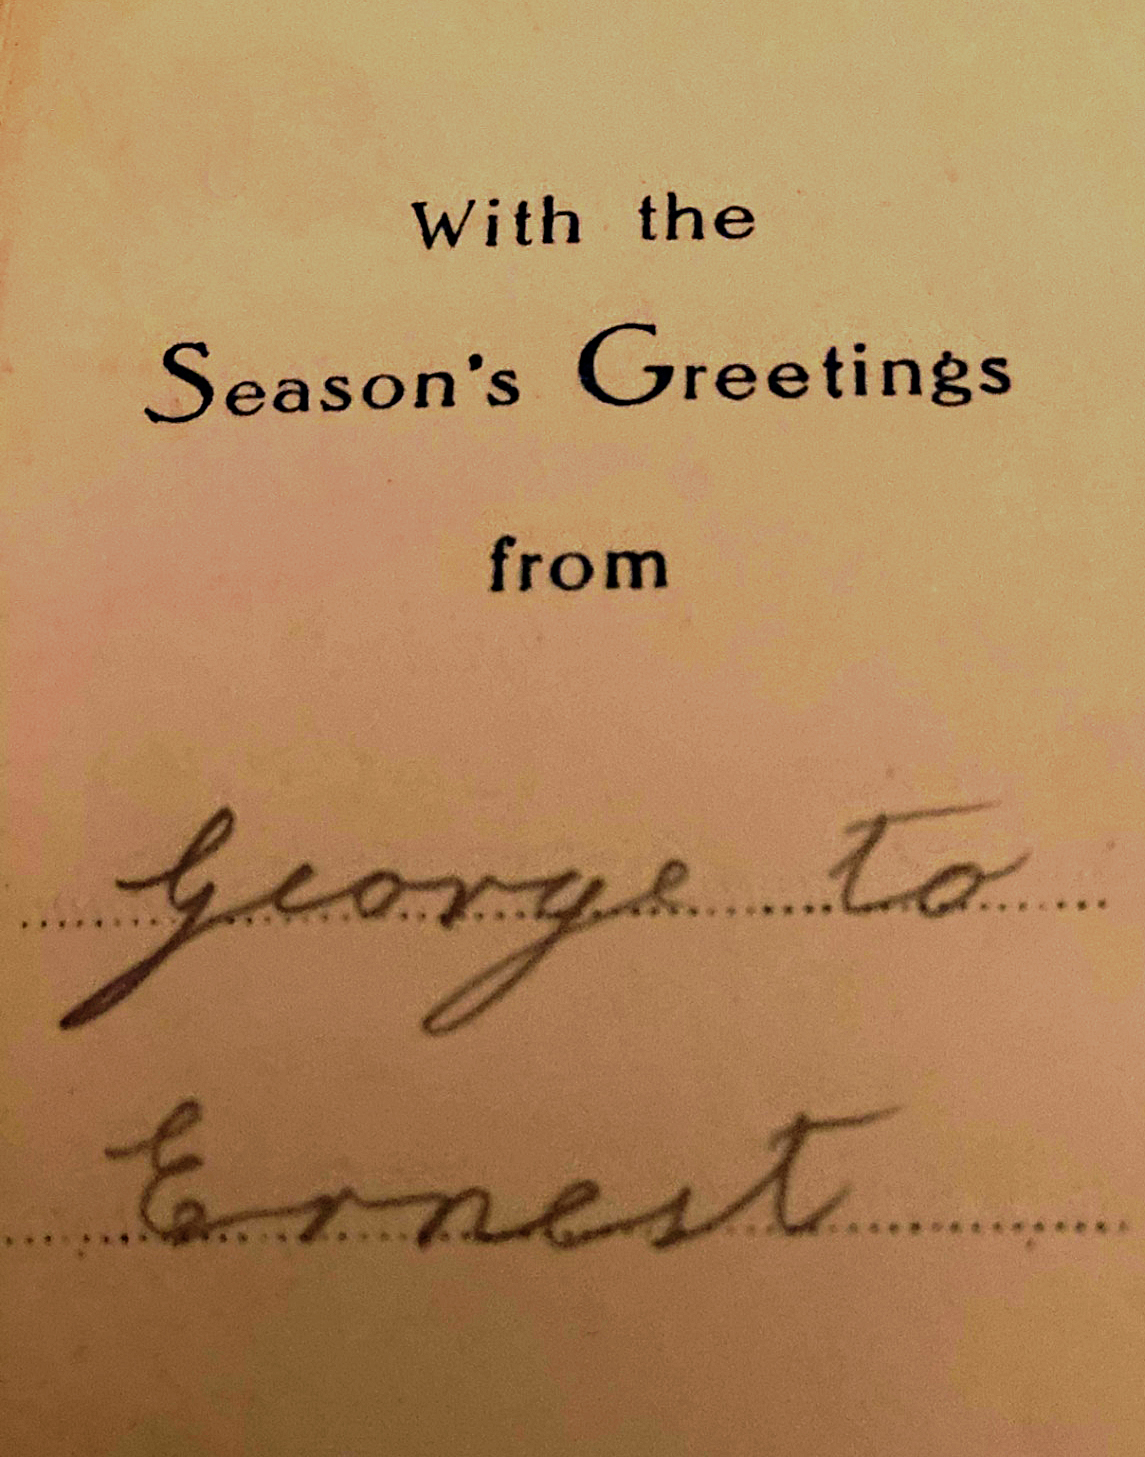 With the
Season's Greetings
from
George to
Ernest